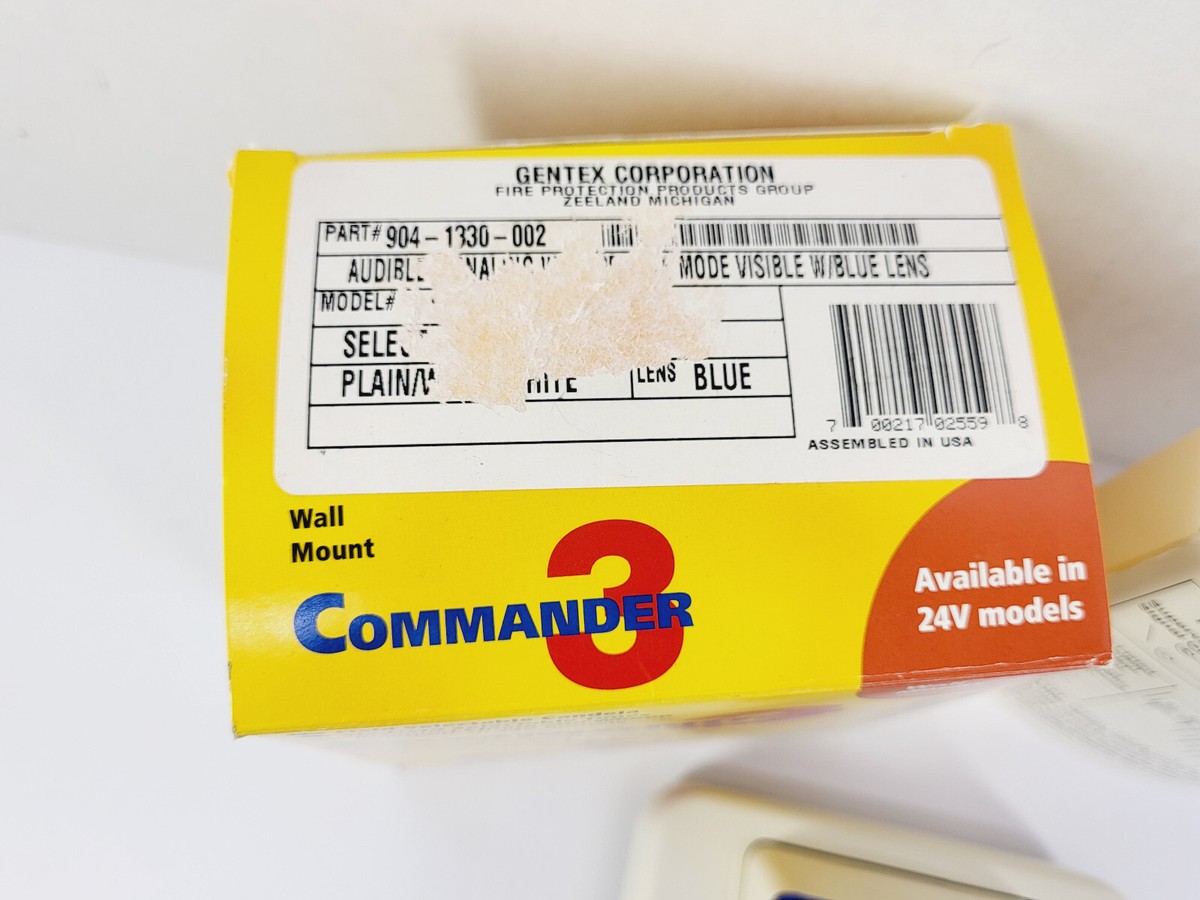 GENTEX CORPORATION
FIRE PROTECTION PRODUCTS GROUP
ZEELAND MICHIGAN
PART# 904-1330-002
MODE VISIBLE W/BLUE LENS
MODEL#
LENS BLUE
7 00217 02559 8
ASSEMBLED IN USA
Wall
Mount
COMMANDER 3
Available in
24V models
Candela